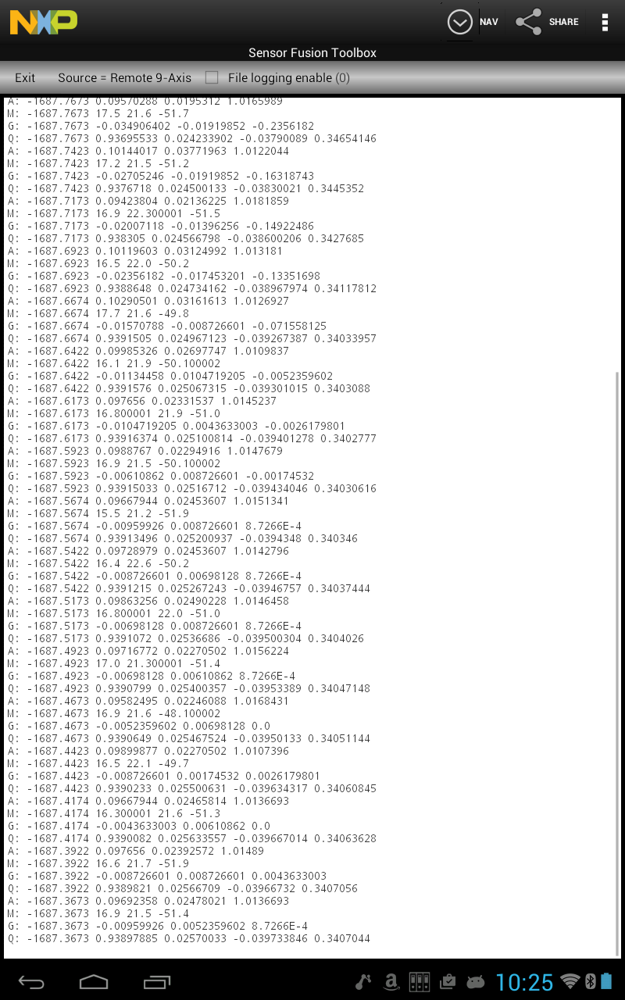 NXP
NAV
SHARE
Sensor Fusion Toolbox
Exit
Source = Remote 9-Axis
File logging enable (0)
A: -1687.7673 0.09570288 0.0195312 1.0165989
M: -1687.7673 17.5 21.6 -51.7
G: -1687.7673 -0.034906402 -0.01919852 -0.2356182
Q: -1687.7673 0.93695533 0.024233902 -0.03790089 0.34654146
A: -1687.7423 0.10144017 0.03771963 1.0122044
M: -1687.7423 17.2 21.5 -51.2
G: -1687.7423 -0.02705246 -0.01919852 -0.16318743
Q: -1687.7423 0.9376718 0.024500133 -0.03830021 0.3445352
A: -1687.7173 0.09423804 0.02136225 1.0181859
M: -1687.7173 16.9 22.300001 -51.5
G: -1687.7173 -0.02007118 -0.01396256 -0.14922486
Q: -1687.7173 0.938305 0.024566798 -0.038600206 0.3427685
A: -1687.6923 0.10119603 0.03124992 1.013181
M: -1687.6923 16.5 22.0 -50.2
G: -1687.6923 -0.02356182 -0.017453201 -0.13351698
Q: -1687.6923 0.9388648 0.024734162 -0.038967974 0.34117812
A: -1687.6674 0.10290501 0.03161613 1.0126927
M: -1687.6674 17.7 21.6 -49.8
G: -1687.6674 -0.01570788 -0.008726601 -0.071558125
Q: -1687.6674 0.9391505 0.024967123 -0.039267387 0.34033957
A: -1687.6422 0.09985326 0.02697747 1.0109837
M: -1687.6422 16.1 21.9 -50.100002
G: -1687.6422 -0.01134458 0.0104719205 -0.0052359602
Q: -1687.6422 0.9391576 0.025067315 -0.039301015 0.3403088
A: -1687.6173 0.097656 0.02331537 1.0145237
M: -1687.6173 16.800001 21.9 -51.0
G: -1687.6173 -0.0104719205 0.0043633003 -0.0026179801
Q: -1687.6173 0.93916374 0.025100814 -0.039401278 0.3402777
A: -1687.5923 0.0988767 0.02294916 1.0147679
M: -1687.5923 16.9 21.5 -50.100002
G: -1687.5923 -0.00610862 0.008726601 -0.00174532
Q: -1687.5923 0.93915033 0.02516712 -0.039434046 0.34030616
A: -1687.5674 0.09667944 0.02453607 1.0151341
M: -1687.5674 15.5 21.2 -51.9
G: -1687.5674 -0.00959926 0.008726601 8.7266E-4
Q: -1687.5674 0.93913496 0.025200937 -0.0394348 0.340346
A: -1687.5422 0.09728979 0.02453607 1.0142796
M: -1687.5422 16.4 22.6 -50.2
G: -1687.5422 -0.008726601 0.00698128 8.7266E-4
Q: -1687.5422 0.9391215 0.025267243 -0.03946757 0.34037444
A: -1687.5173 0.09863256 0.02490228 1.0146458
M: -1687.5173 16.800001 22.0 -51.0
G: -1687.5173 -0.00698128 0.008726601 8.7266E-4
Q: -1687.5173 0.9391072 0.02536686 -0.039500304 0.3404026
A: -1687.4923 0.09716772 0.02270502 1.0156224
M: -1687.4923 17.0 21.300001 -51.4
G: -1687.4923 -0.00698128 0.00610862 8.7266E-4
Q: -1687.4923 0.9390799 0.025400357 -0.03953389 0.34047148
A: -1687.4673 0.09582495 0.02246088 1.0168431
M: -1687.4673 16.9 21.6 -48.100002
G: -1687.4673 -0.0052359602 0.00698128 0.0
Q: -1687.4673 0.9390649 0.025467524 -0.03950133 0.34051144
A: -1687.4423 0.09899877 0.02270502 1.0107396
M: -1687.4423 16.5 22.1 -49.7
G: -1687.4423 -0.008726601 0.00174532 0.0026179801
Q: -1687.4423 0.9390233 0.025500631 -0.039634317 0.34060845
A: -1687.4174 0.09667944 0.02465814 1.0136693
M: -1687.4174 16.300001 21.6 -51.3
G: -1687.4174 -0.0043633003 0.00610862 0.0
Q: -1687.4174 0.9390082 0.025633557 -0.039667014 0.34063628
A: -1687.3922 0.097656 0.02392572 1.01489
M: -1687.3922 16.6 21.7 -51.9
G: -1687.3922 -0.008726601 0.008726601 0.0043633003
Q: -1687.3922 0.9389821 0.02566709 -0.03966732 0.3407056
A: -1687.3673 0.09692358 0.02478021 1.0136693
M: -1687.3673 16.9 21.5 -51.4
G: -1687.3673 -0.00959926 0.0052359602 8.7266E-4
Q: -1687.3673 0.93897885 0.02570033 -0.039733846 0.3407044
10:25